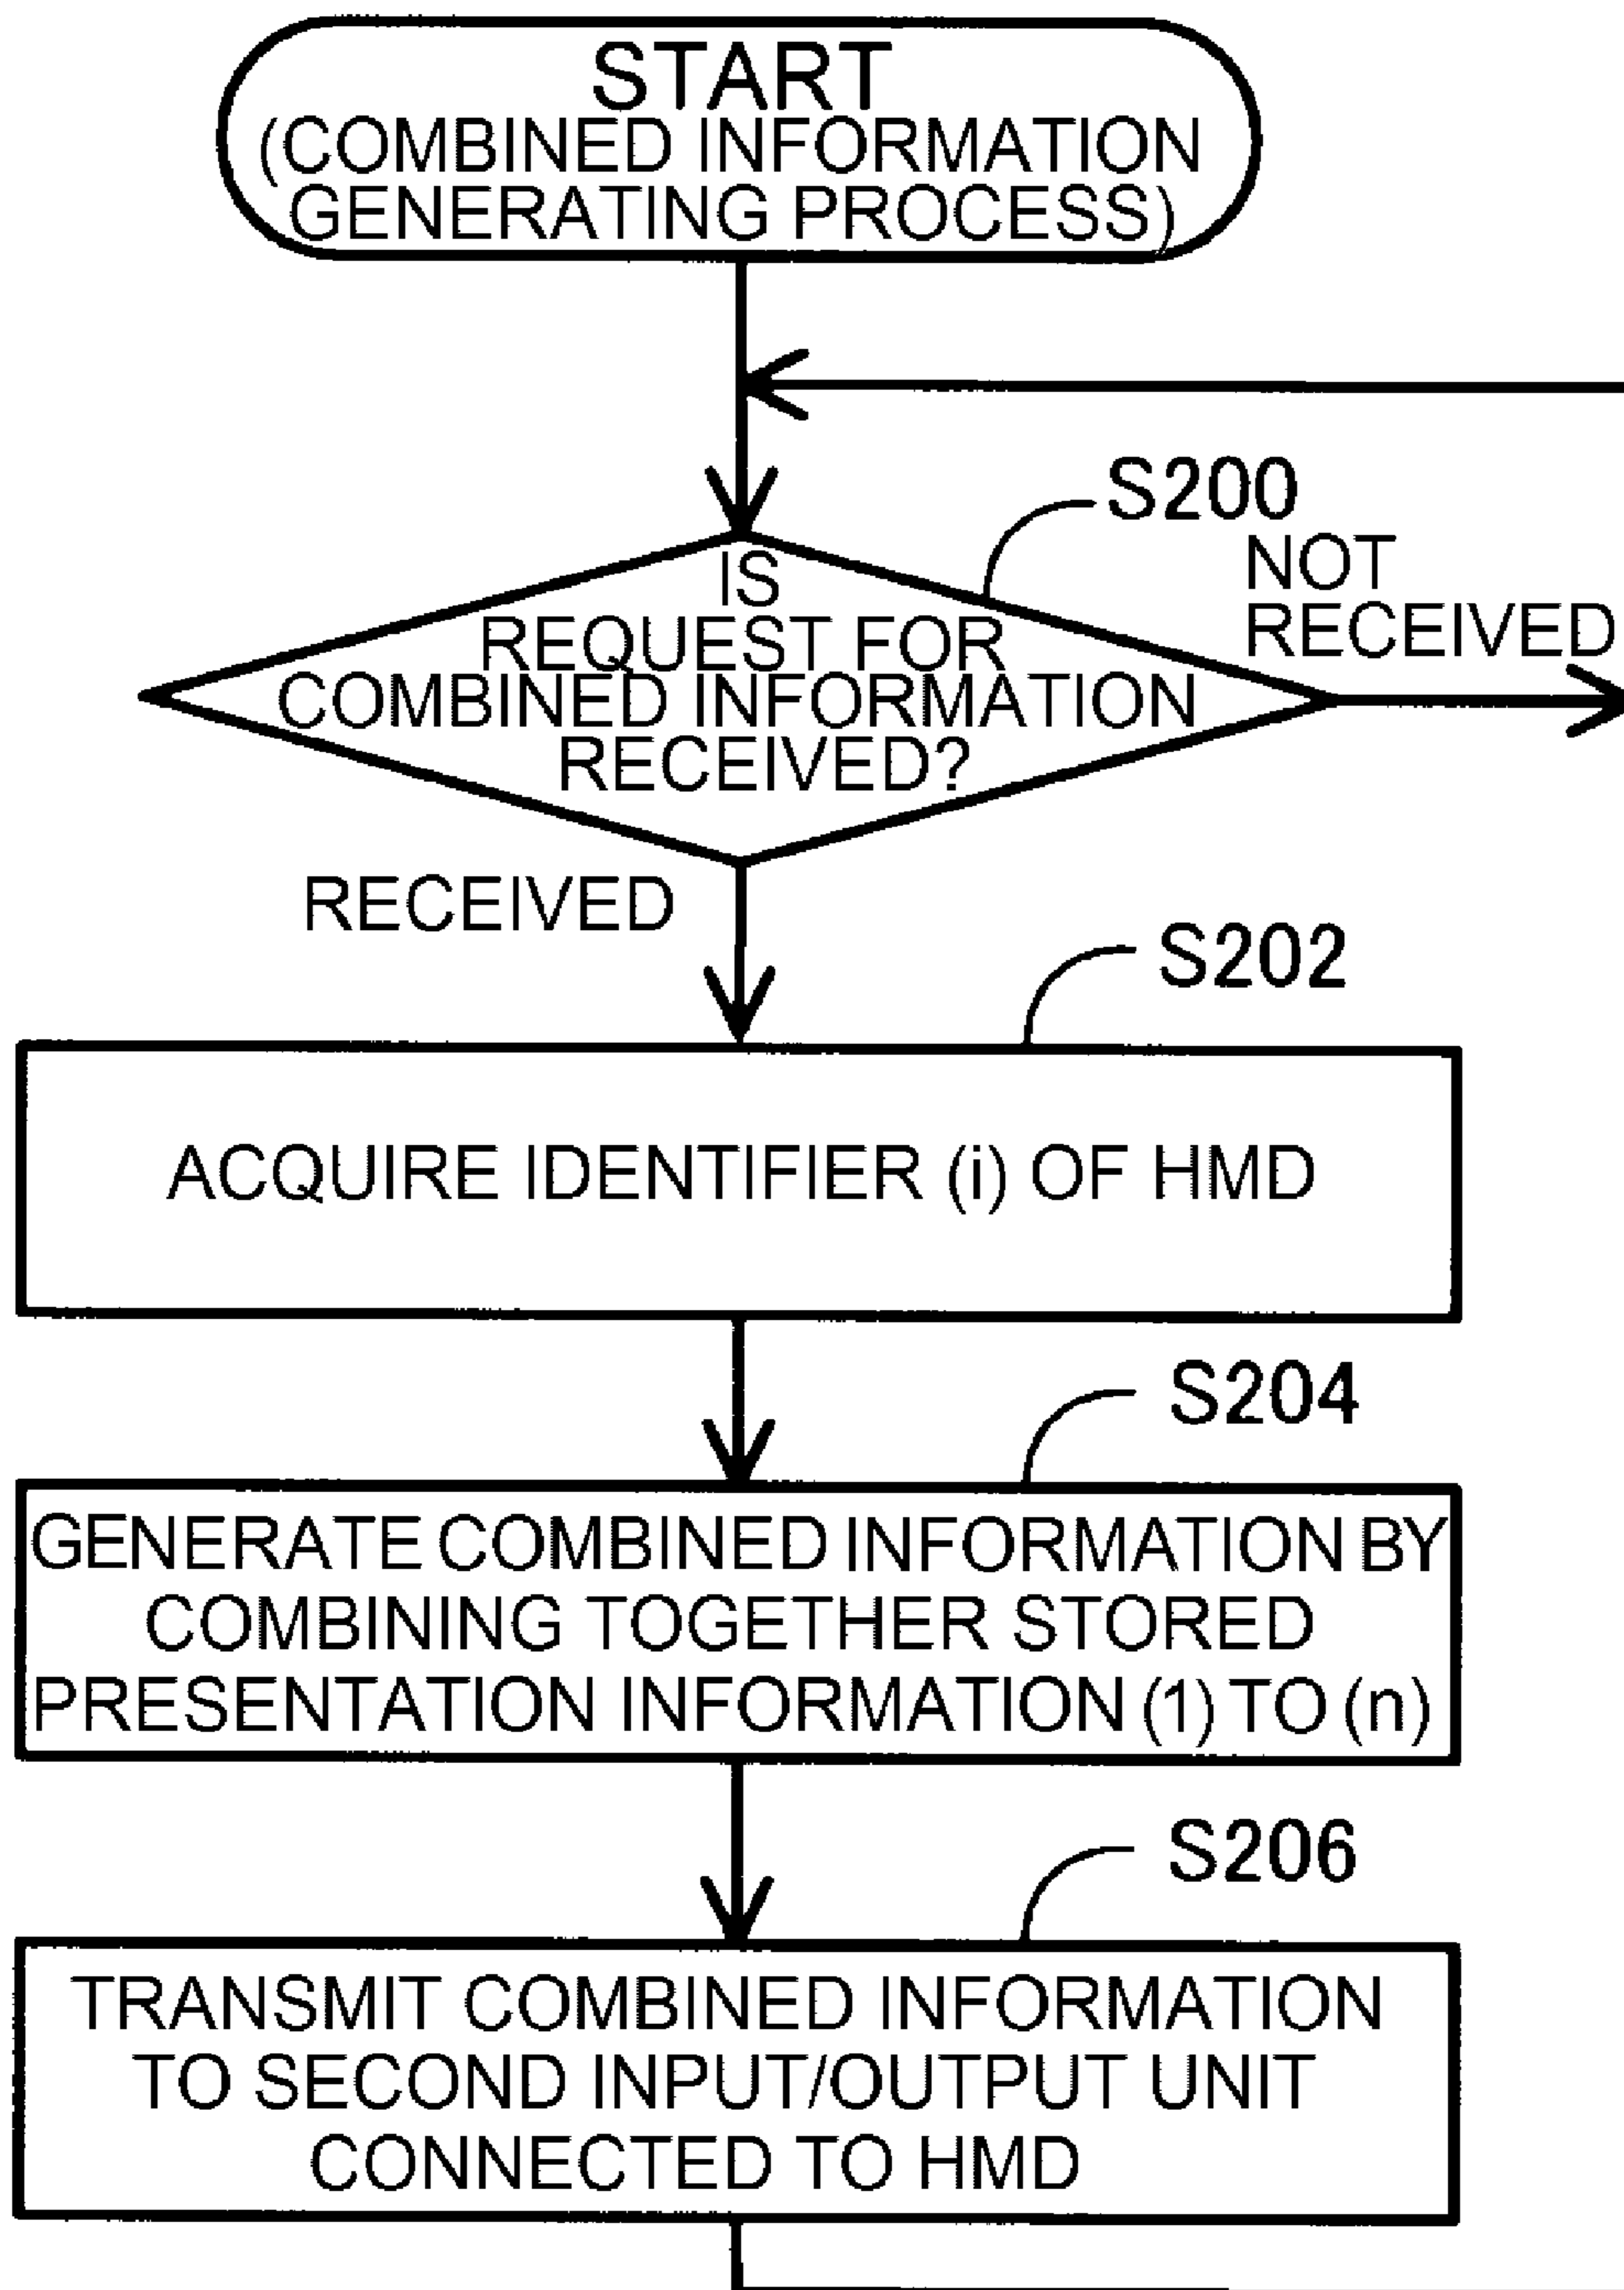 START
(COMBINED INFORMATION
GENERATING PROCESS)
S200
IS
REQUEST FOR
COMBINED INFORMATION
RECEIVED?
NOT
RECEIVED
RECEIVED
S202
ACQUIRE IDENTIFIER (i) OF HMD
S204
GENERATE COMBINED INFORMATION BY
COMBINING TOGETHER STORED
PRESENTATION INFORMATION (1) TO (n)
S206
TRANSMIT COMBINED INFORMATION
TO SECOND INPUT/OUTPUT UNIT
CONNECTED TO HMD